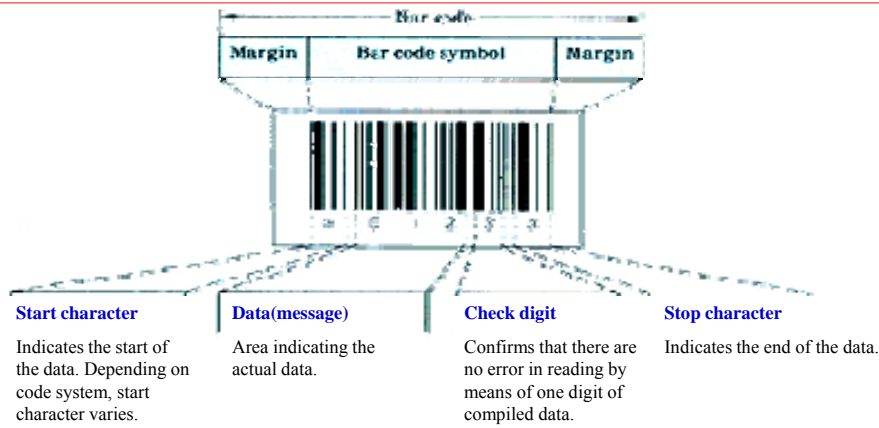 Bar code
Margin Bar code symbol Margin
Start character
Indicates the start of
the data. Depending on
code system, start
character varies.
Data(message)
Area indicating the
actual data.
Check digit
Confirms that there are
no error in reading by
means of one digit of
compiled data.
Stop character
Indicates the end of the data.